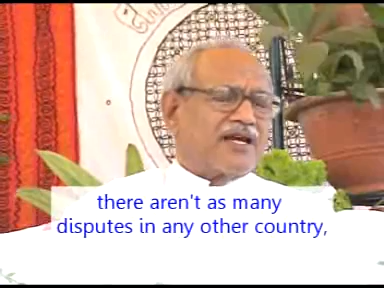 there aren't as many
disputes in any other country,